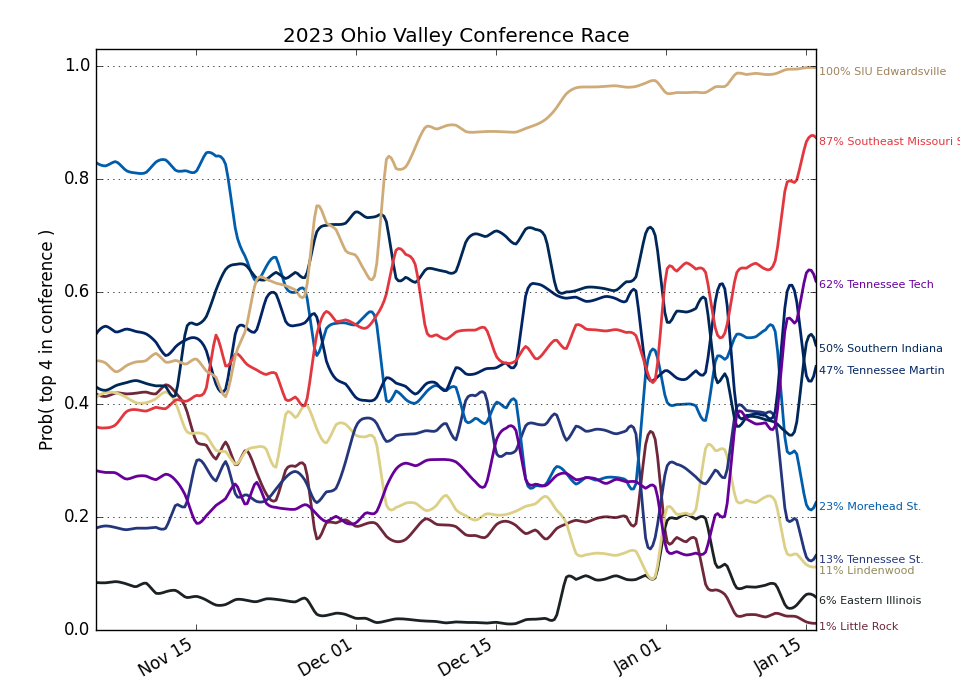 2023 Ohio Valley Conference Race
Prob( top 4 in conference )
1.0
0.8
0.6
0.4
0.2
0.0
100% SIU Edwardsville
87% Southeast Missouri S
62% Tennessee Tech
50% Southern Indiana
47% Tennessee Martin
23% Morehead St.
13% Tennessee St.
11% Lindenwood
6% Eastern Illinois
1% Little Rock
Nov 15
Dec 01
Dec 15
Jan 01
Jan 15